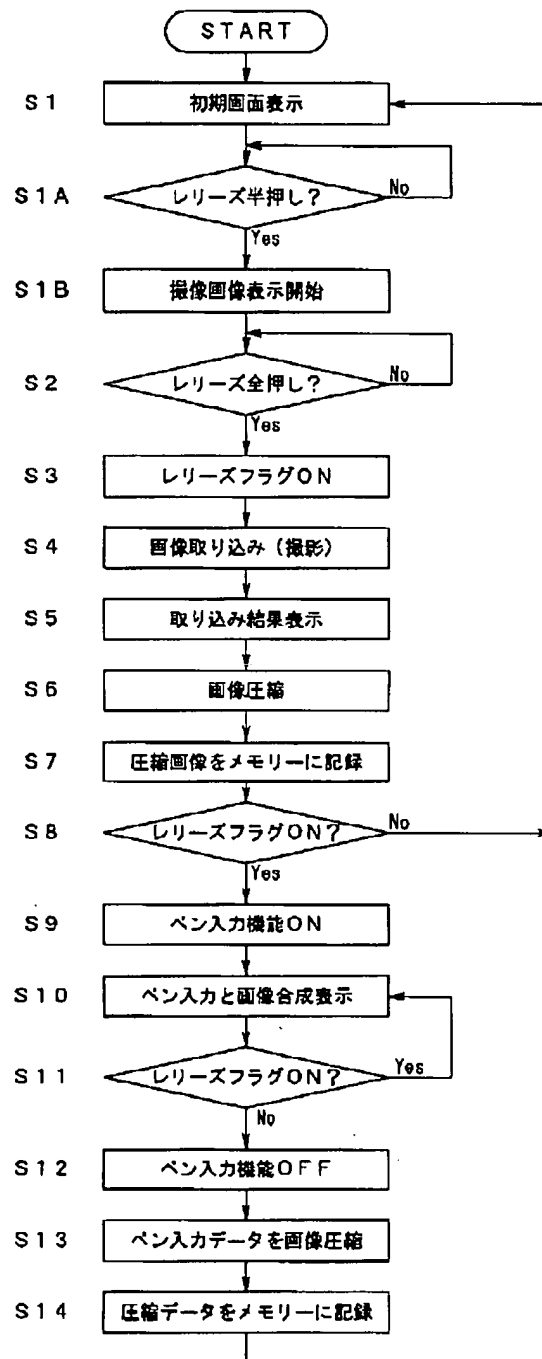 START
S1 初期画面表示
S1A レリーズ半押し?
No
Yes
S1B 撮像画像表示開始
S2 レリーズ全押し?
No
Yes
S3 レリーズフラグON
S4 画像取り込み(撮影)
S5 取り込み結果表示
S6 画像圧縮
S7 圧縮画像をメモリーに記録
S8 レリーズフラグON?
No
Yes
S9 ペン入力機能ON
S10 ペン入力と画像合成表示
S11 レリーズフラグON?
Yes
No
S12 ペン入力機能OFF
S13 ペン入力データを画像圧縮
S14 圧縮データをメモリーに記録